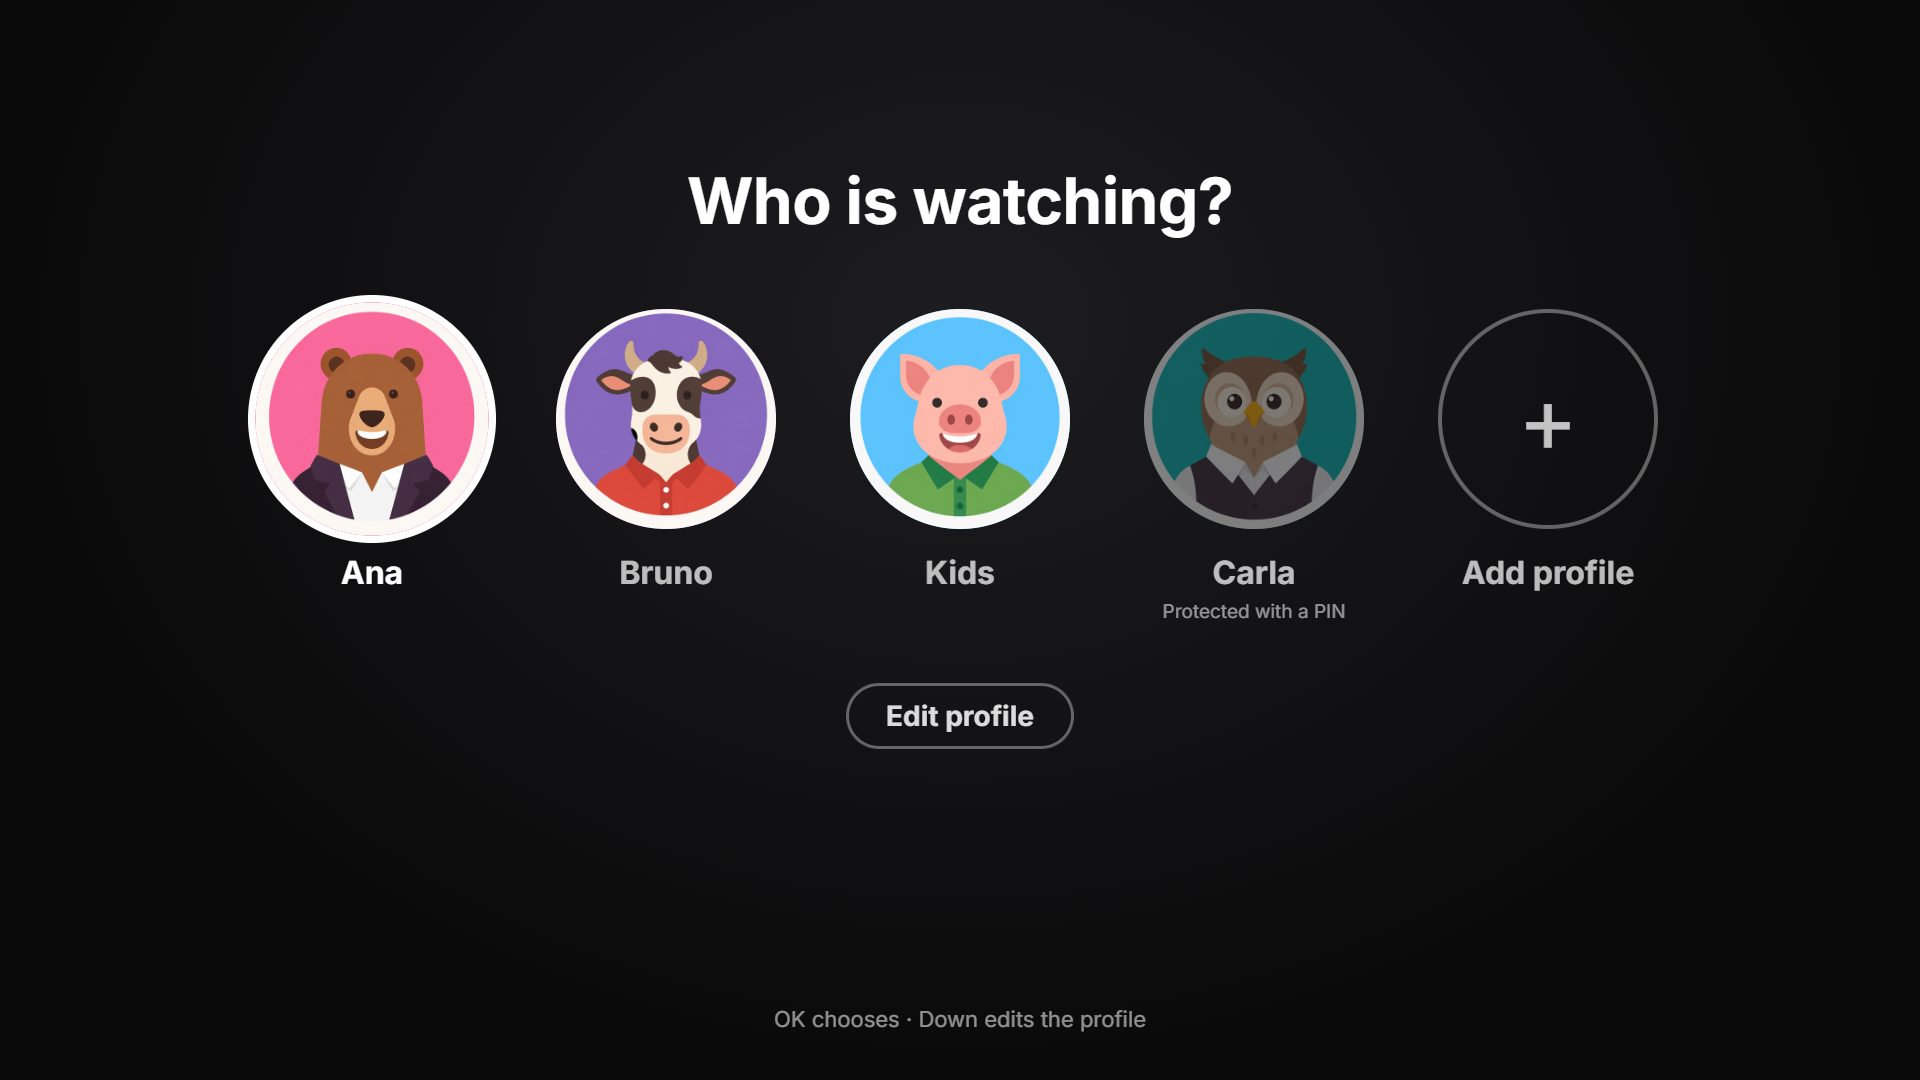 Who is watching?
Ana
Bruno
Kids
Carla
Protected with a PIN
Add profile
Edit profile
OK chooses · Down edits the profile